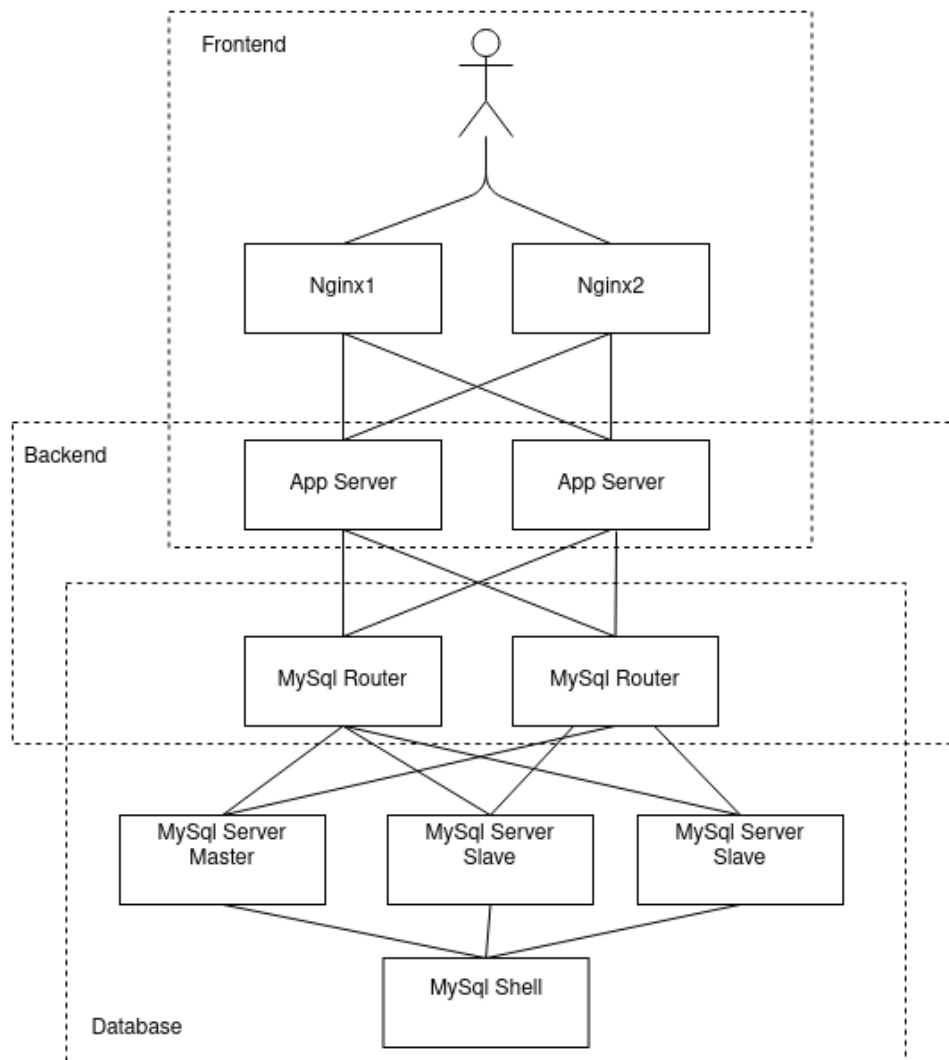 Frontend
Nginx1
Nginx2
Backend
App Server
App Server
MySql Router
MySql Router
MySql Server
Master
MySql Server
Slave
MySql Server
Slave
MySql Shell
Database